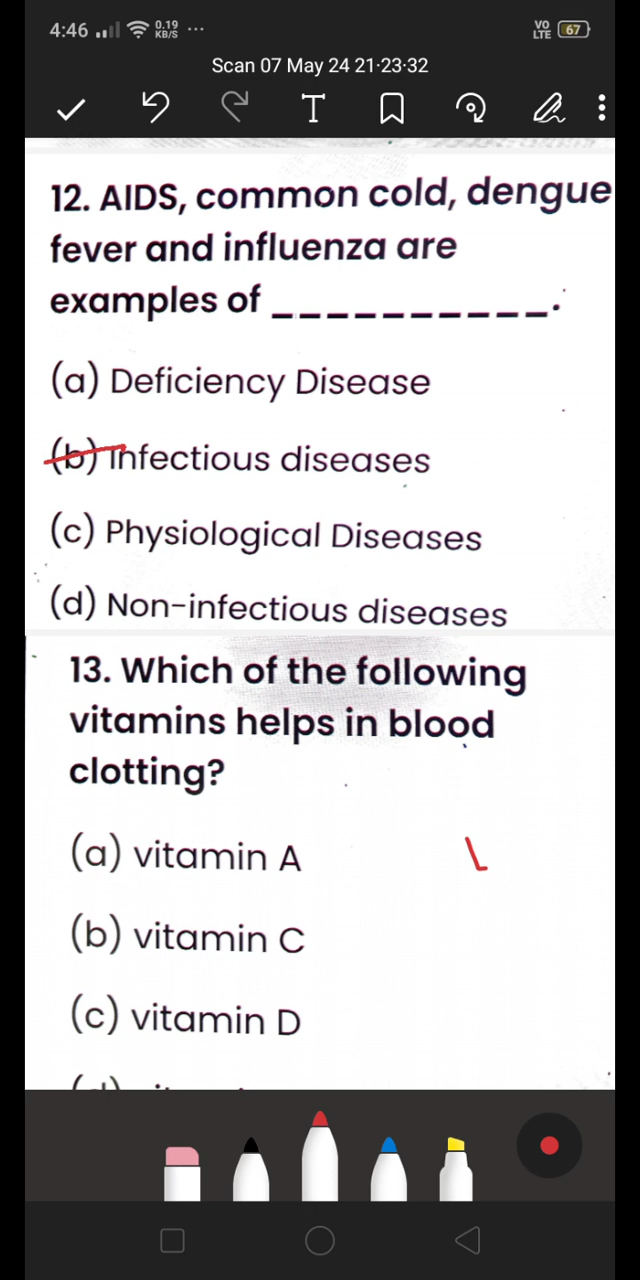 4:46 0.19 KB/S ... VO LTE 67
Scan 07 May 24 21·23·32
T
12. AIDS, common cold, dengue
fever and influenza are
examples of __________.
(a) Deficiency Disease
(b) Infectious diseases
(c) Physiological Diseases
(d) Non-infectious diseases
13. Which of the following
vitamins helps in blood
clotting?
(a) vitamin A
(b) vitamin C
(c) vitamin D